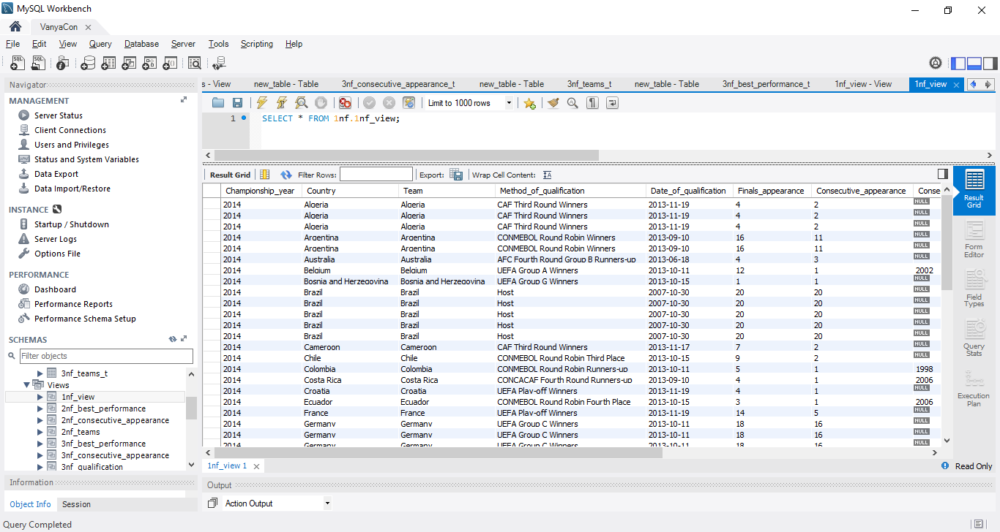 MySQL Workbench
VanyaCon
File Edit View Query Database Server Tools Scripting Help
Navigator
MANAGEMENT
Server Status
Client Connections
Users and Privileges
Status and System Variables
Data Export
Data Import/Restore
INSTANCE
Startup / Shutdown
Server Logs
Options File
PERFORMANCE
Dashboard
Performance Reports
Performance Schema Setup
SCHEMAS
Filter objects
3nf_teams_t
Views
1nf_view
2nf_best_performance
2nf_consecutive_appearance
2nf_teams
3nf_best_performance
3nf_consecutive_appearance
3nf_qualification
Information
Object Info Session
s - View new_table - Table 3nf_consecutive_appearance_t new_table - Table 3nf_teams_t new_table - Table 3nf_best_performance_t 1nf_view - View 1nf_view
Limit to 1000 rows
1 SELECT * FROM 1nf.1nf_view;
Result Grid Filter Rows: Export: Wrap Cell Content:
Championship_year Country Team Method_of_qualification Date_of_qualification Finals_appearance Consecutive_appearance Conse
2014 Algeria Algeria CAF Third Round Winners 2013-11-19 4 2 NULL
2014 Algeria Algeria CAF Third Round Winners 2013-11-19 4 2 NULL
2014 Algeria Algeria CAF Third Round Winners 2013-11-19 4 2 NULL
2014 Argentina Argentina CONMEBOL Round Robin Winners 2013-09-10 16 11 NULL
2014 Argentina Argentina CONMEBOL Round Robin Winners 2013-09-10 16 11 NULL
2014 Australia Australia AFC Fourth Round Group B Runners-up 2013-06-18 4 3 NULL
2014 Belgium Belgium UEFA Group A Winners 2013-10-11 12 1 2002
2014 Bosnia and Herzegovina Bosnia and Herzegovina UEFA Group G Winners 2013-10-15 1 1 NULL
2014 Brazil Brazil Host 2007-10-30 20 20 NULL
2014 Brazil Brazil Host 2007-10-30 20 20 NULL
2014 Brazil Brazil Host 2007-10-30 20 20 NULL
2014 Brazil Brazil Host 2007-10-30 20 20 NULL
2014 Brazil Brazil Host 2007-10-30 20 20 NULL
2014 Cameroon Cameroon CAF Third Round Winners 2013-11-17 7 2 NULL
2014 Chile Chile CONMEBOL Round Robin Third Place 2013-10-15 9 2 NULL
2014 Colombia Colombia CONMEBOL Round Robin Runners-up 2013-10-11 5 1 1998
2014 Costa Rica Costa Rica CONCACAF Fourth Round Runners-up 2013-09-10 4 1 2006
2014 Croatia Croatia UEFA Play-off Winners 2013-11-19 4 1 NULL
2014 Ecuador Ecuador CONMEBOL Round Robin Fourth Place 2013-10-15 3 1 2006
2014 France France UEFA Play-off Winners 2013-11-19 14 5 NULL
2014 Germany Germany UEFA Group C Winners 2013-10-11 18 16 NULL
2014 Germany Germany UEFA Group C Winners 2013-10-11 18 16 NULL
2014 Germany Germany UEFA Group C Winners 2013-10-11 18 16 NULL
Result Grid
Form Editor
Field Types
Query Stats
Execution Plan
1nf_view 1
Read Only
Output
Action Output
Query Completed